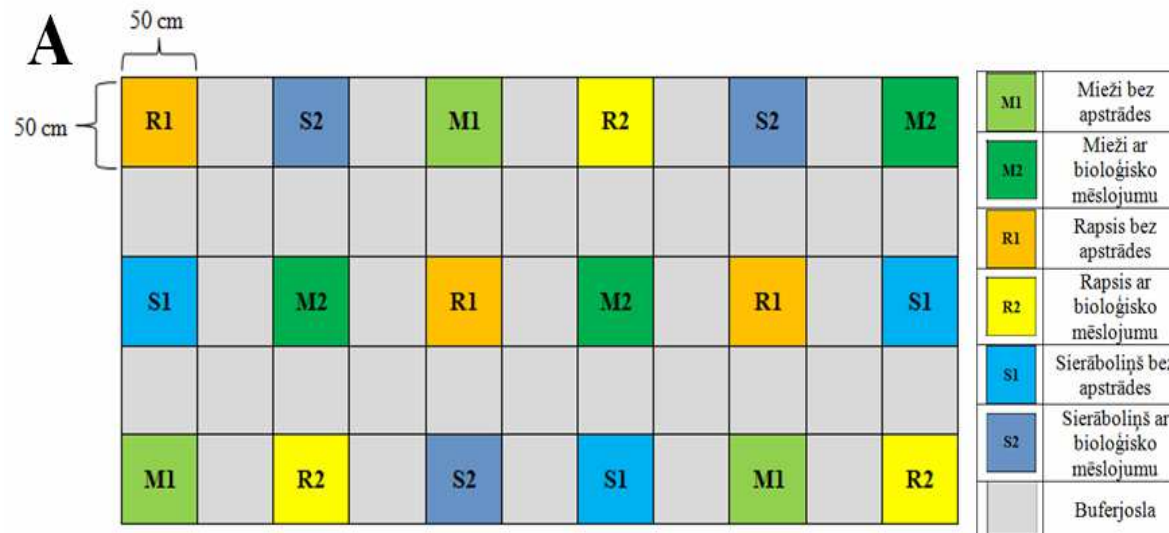 A
50 cm
50 cm
R1 S2 M1 R2 S2 M2
S1 M2 R1 M2 R1 S1
M1 R2 S2 S1 M1 R2
M1
Mieži bez
apstrādes
M2
Mieži ar
bioloģisko
mēslojumu
R1
Rapsis bez
apstrādes
R2
Rapsis ar
bioloģisko
mēslojumu
S1
Sierāboliņš bez
apstrādes
S2
Sierāboliņš ar
bioloģisko
mēslojumu
Buferjosla